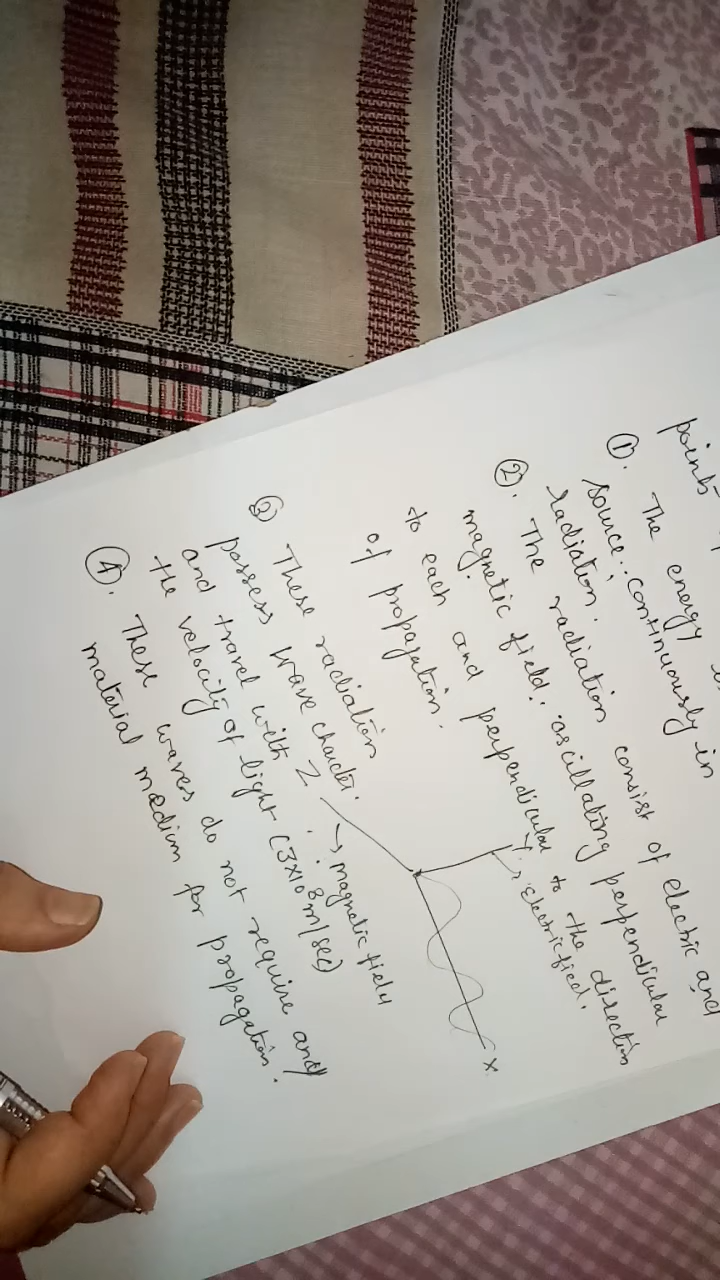 points
①. The energy
source.. continuously in
radiation.
②. The radiation consist of electric and
magnetic field. oscillating perpendicular
to each and perpendicular to the direction
of propagation.
Y
→ electric field.
X
Z
→ magnetic field
③ These radiation
possess wave charcter.
and travel with
the velocity of light (3×10⁸ m/sec)
④. These waves do not require any
material medium for propagation.